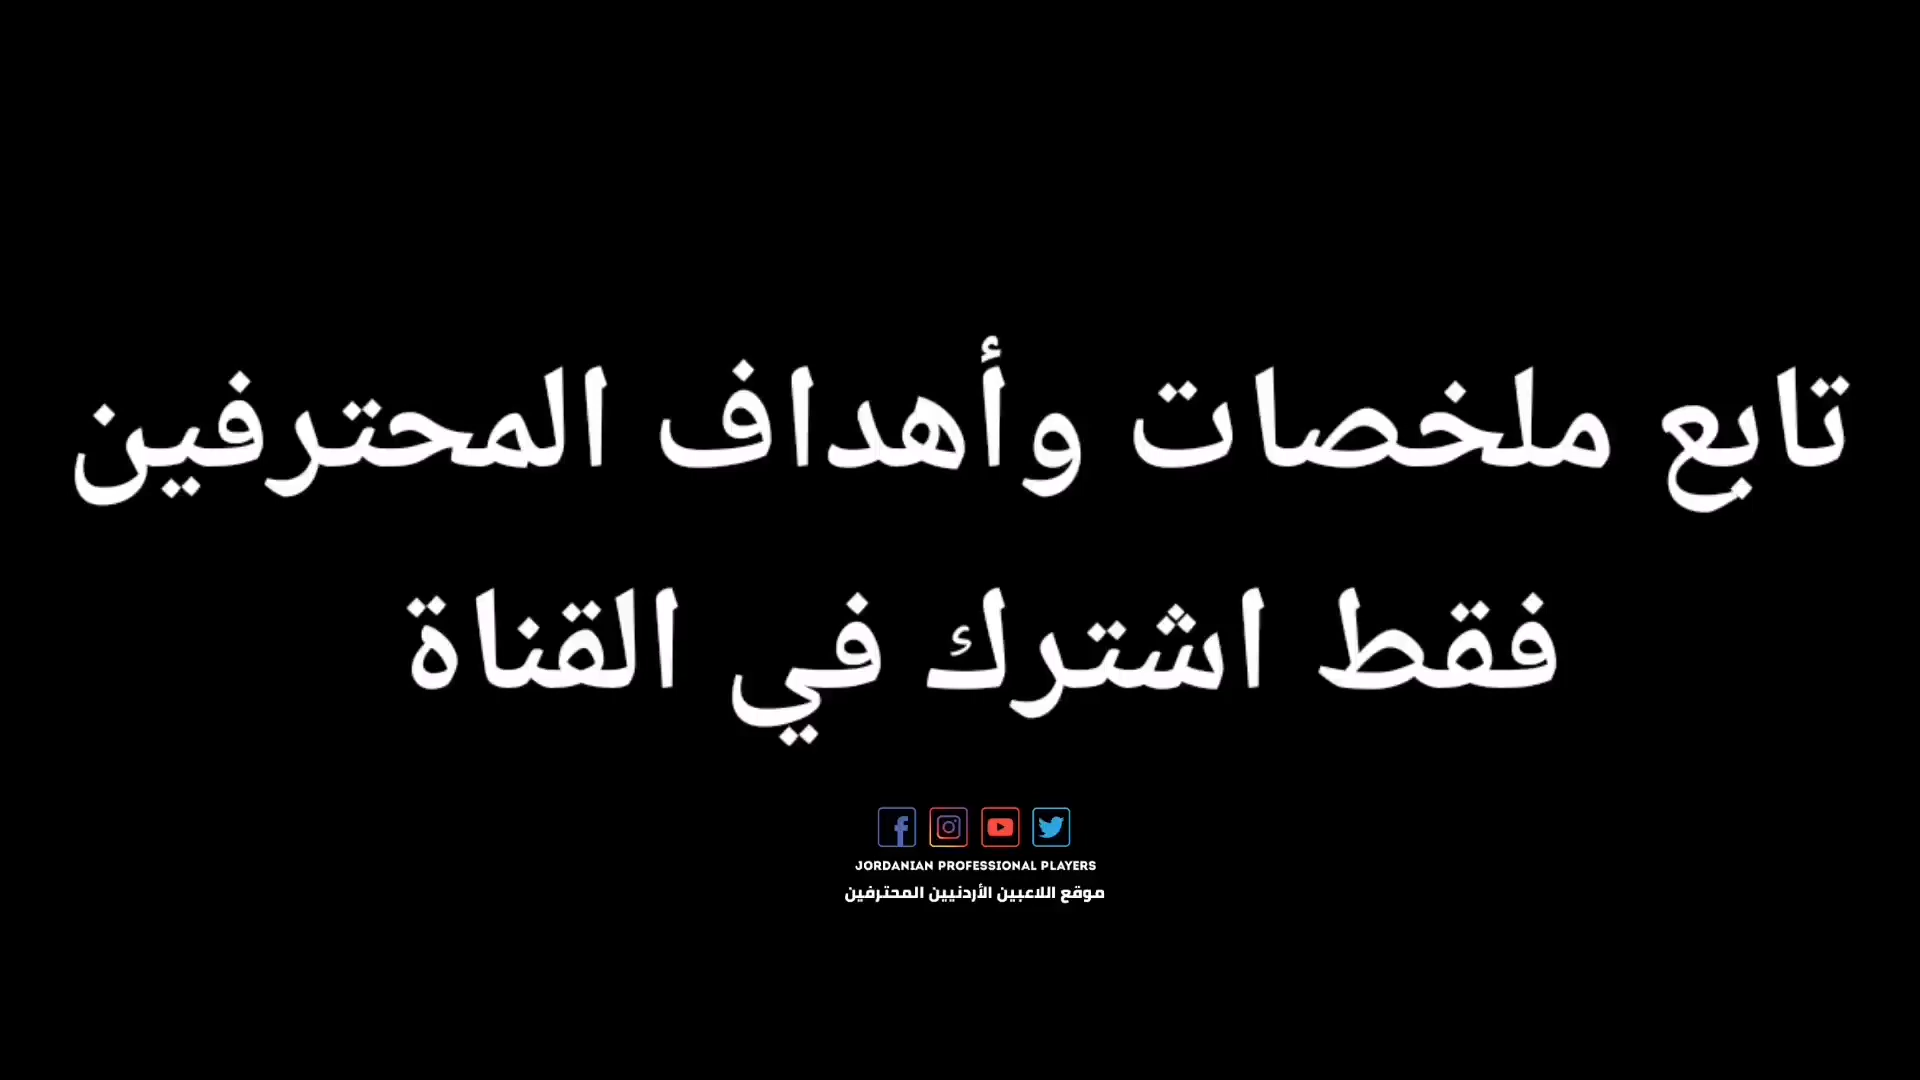 تابع ملخصات وأهداف المحترفين
فقط اشترك في القناة
JORDANIAN PROFESSIONAL PLAYERS
موقع اللاعبين الأردنيين المحترفين